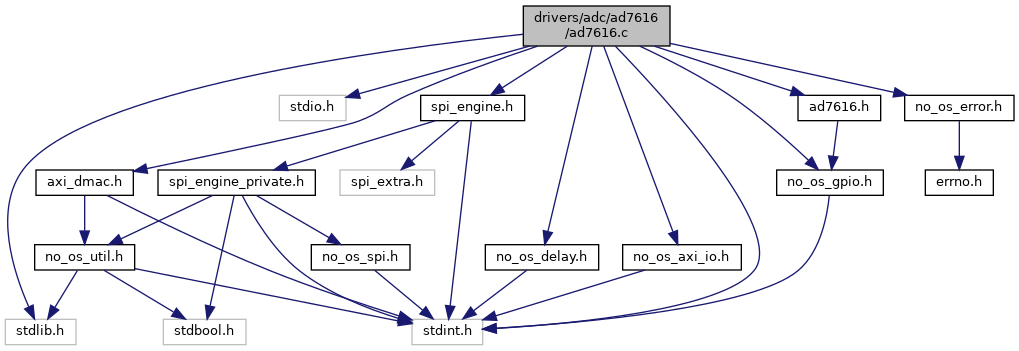 drivers/adc/ad7616
/ad7616.c
stdio.h
spi_engine.h
ad7616.h
no_os_error.h
axi_dmac.h
spi_engine_private.h
spi_extra.h
no_os_gpio.h
errno.h
no_os_util.h
no_os_spi.h
no_os_delay.h
no_os_axi_io.h
stdlib.h
stdbool.h
stdint.h